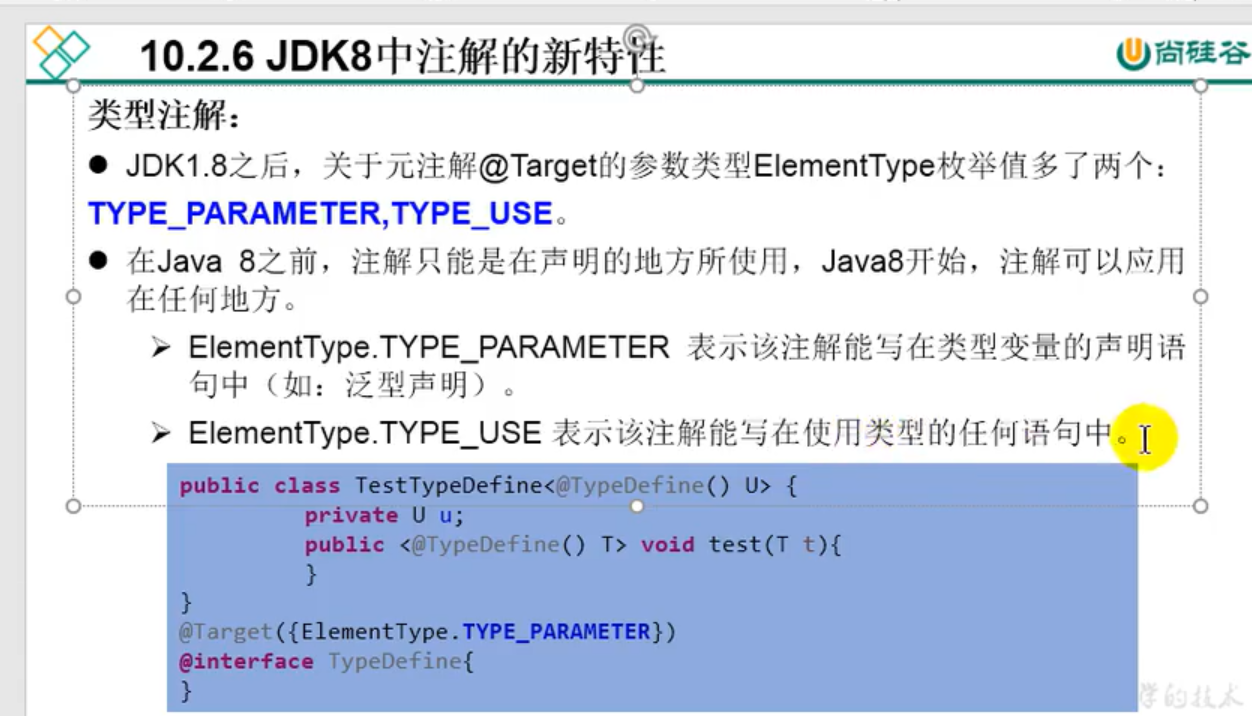 10.2.6 JDK8中注解的新特性
尚硅谷
类型注解：
● JDK1.8之后，关于元注解@Target的参数类型ElementType枚举值多了两个：
TYPE_PARAMETER,TYPE_USE。
● 在Java 8之前，注解只能是在声明的地方所使用，Java8开始，注解可以应用
在任何地方。
➢ ElementType.TYPE_PARAMETER 表示该注解能写在类型变量的声明语
句中（如：泛型声明）。
➢ ElementType.TYPE_USE 表示该注解能写在使用类型的任何语句中。
public class TestTypeDefine<@TypeDefine() U> {
private U u;
public <@TypeDefine() T> void test(T t){
}
}
@Target({ElementType.TYPE_PARAMETER})
@interface TypeDefine{
}
学的技术